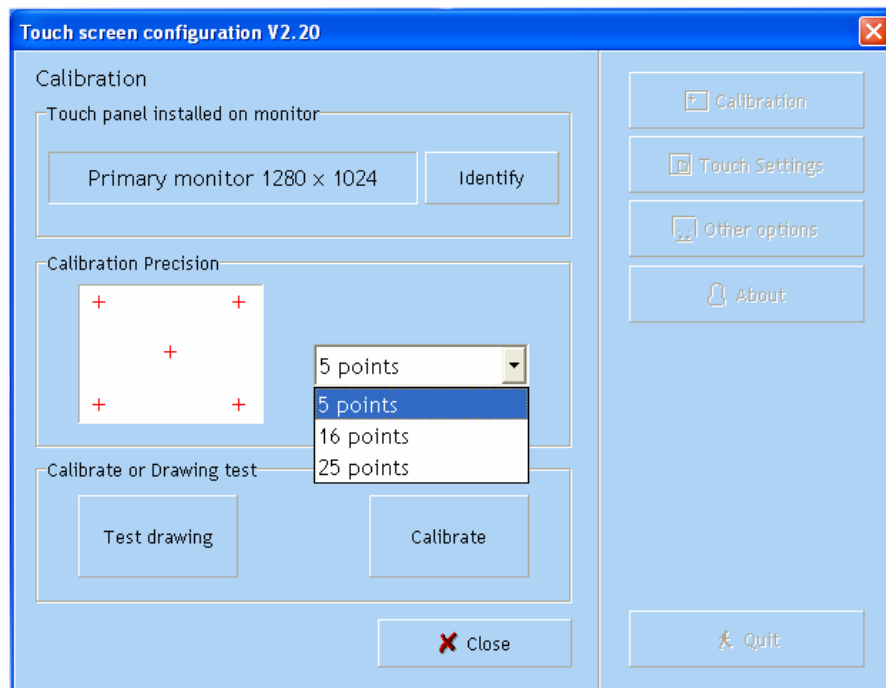 Touch screen configuration V2.20
Calibration
Touch panel installed on monitor
Primary monitor 1280 x 1024
Identify
Calibration Precision
5 points
5 points
16 points
25 points
Calibrate or Drawing test
Test drawing
Calibrate
Close
Calibration
Touch Settings
Other options
About
Quit